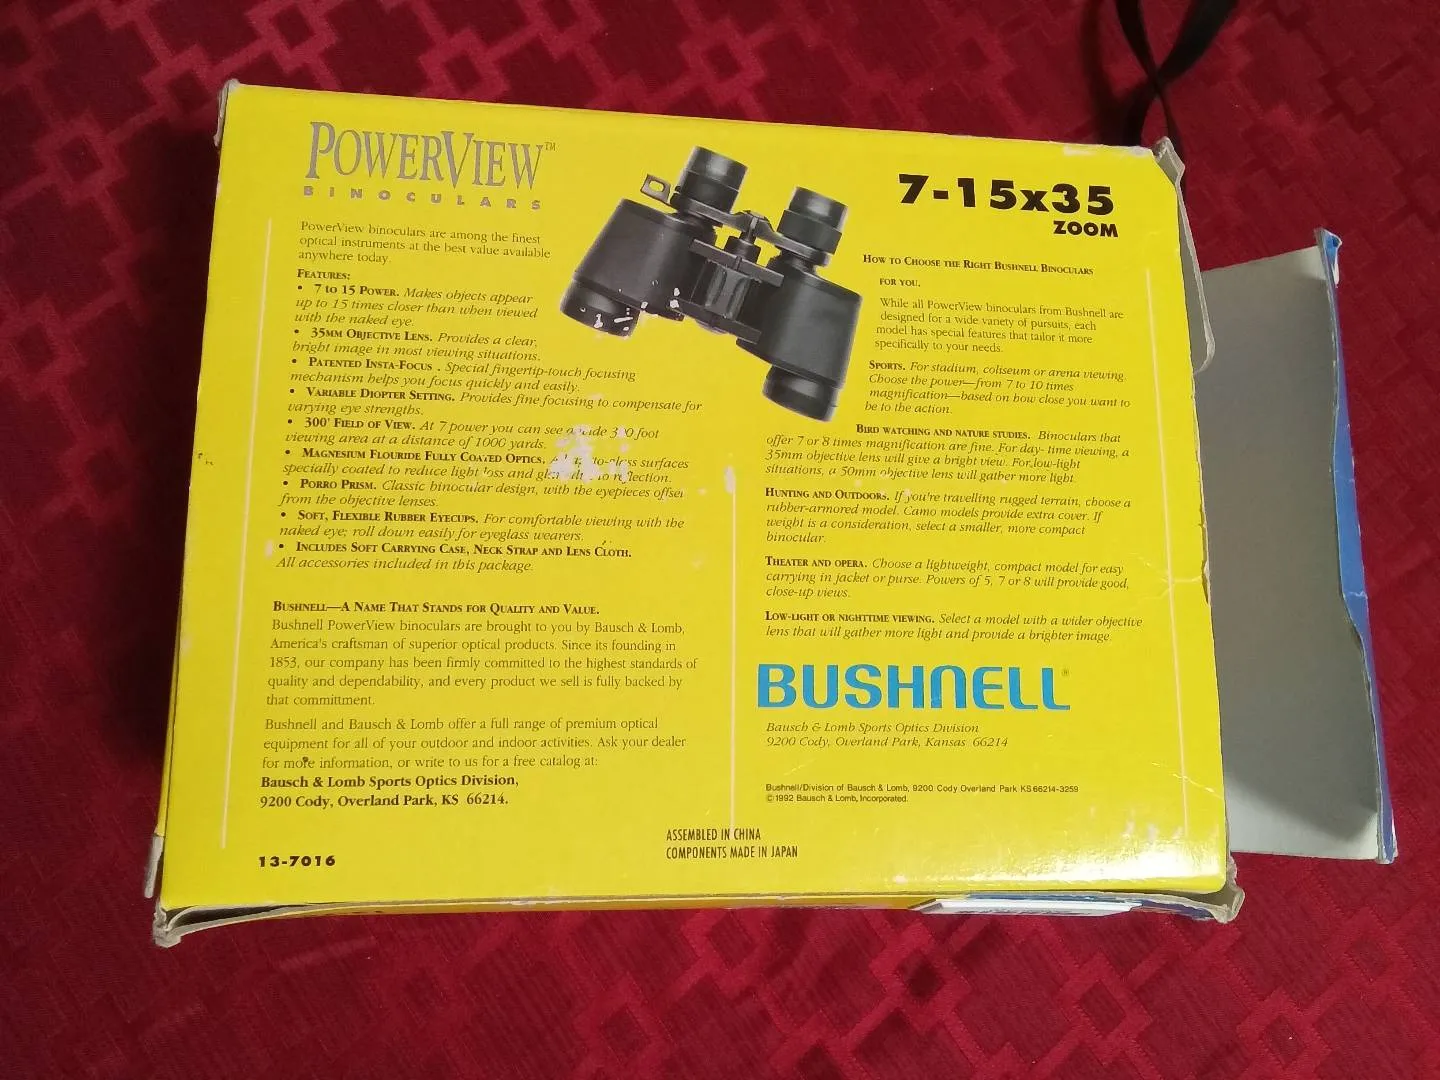 POWERVIEW™
BINOCULARS
PowerView binoculars are among the finest
optical instruments at the best value available
anywhere today.
FEATURES:
• 7 TO 15 POWER. Makes objects appear
up to 15 times closer than when viewed
with the naked eye.
• 35MM OBJECTIVE LENS. Provides a clear,
bright image in most viewing situations.
• PATENTED INSTA-FOCUS . Special fingertip-touch focusing
mechanism helps you focus quickly and easily.
• VARIABLE DIOPTER SETTING. Provides fine focusing to compensate for
varying eye strengths.
• 300' FIELD OF VIEW. At 7 power you can see a foot
viewing area at a distance of 1000 yards.
• MAGNESIUM FLOURIDE FULLY COATED OPTICS. surfaces
specially coated to reduce light loss and to reflection.
• PORRO PRISM. Classic binocular design, with the eyepieces offset
from the objective lenses.
• SOFT, FLEXIBLE RUBBER EYECUPS. For comfortable viewing with the
naked eye; roll down easily for eyeglass wearers.
• INCLUDES SOFT CARRYING CASE, NECK STRAP AND LENS CLOTH.
All accessories included in this package.
BUSHNELL—A NAME THAT STANDS FOR QUALITY AND VALUE.
Bushnell PowerView binoculars are brought to you by Bausch & Lomb,
America's craftsman of superior optical products. Since its founding in
1853, our company has been firmly committed to the highest standards of
quality and dependability, and every product we sell is fully backed by
that committment.
Bushnell and Bausch & Lomb offer a full range of premium optical
equipment for all of your outdoor and indoor activities. Ask your dealer
for more information, or write to us for a free catalog at:
Bausch & Lomb Sports Optics Division,
9200 Cody, Overland Park, KS 66214.
13-7016
7-15x35
ZOOM
HOW TO CHOOSE THE RIGHT BUSHNELL BINOCULARS
FOR YOU.
While all PowerView binoculars from Bushnell are
designed for a wide variety of pursuits, each
model has special features that tailor it more
specifically to your needs.
SPORTS. For stadium, coliseum or arena viewing.
Choose the power—from 7 to 10 times
magnification—based on how close you want to
be to the action.
BIRD WATCHING AND NATURE STUDIES. Binoculars that
offer 7 or 8 times magnification are fine. For day- time viewing, a
35mm objective lens will give a bright view. For low-light
situations, a 50mm objective lens will gather more light.
HUNTING AND OUTDOORS. If you're travelling rugged terrain, choose a
rubber-armored model. Camo models provide extra cover. If
weight is a consideration, select a smaller, more compact
binocular.
THEATER AND OPERA. Choose a lightweight, compact model for easy
carrying in jacket or purse. Powers of 5, 7 or 8 will provide good,
close-up views.
LOW-LIGHT OR NIGHTTIME VIEWING. Select a model with a wider objective
lens that will gather more light and provide a brighter image.
BUSHNELL®
Bausch & Lomb Sports Optics Division
9200 Cody, Overland Park, Kansas 66214
Bushnell/Division of Bausch & Lomb, 9200 Cody Overland Park KS 66214-3259
©1992 Bausch & Lomb, Incorporated.
ASSEMBLED IN CHINA
COMPONENTS MADE IN JAPAN